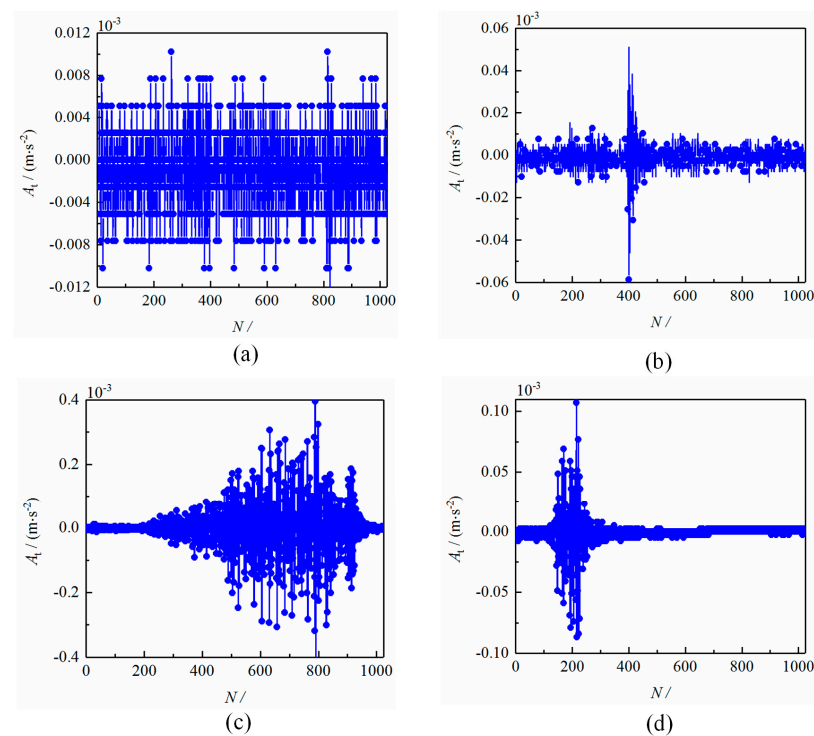 10⁻³
0.012
0.008
0.004
0.000
-0.004
-0.008
-0.012
0 200 400 600 800 1000
Aₜ / (m·s⁻²)
N /
(a)
10⁻³
0.06
0.04
0.02
0.00
-0.02
-0.04
-0.06
0 200 400 600 800 1000
Aₜ / (m·s⁻²)
N /
(b)
10⁻³
0.4
0.2
0.0
-0.2
-0.4
0 200 400 600 800 1000
Aₜ / (m·s⁻²)
N /
(c)
10⁻³
0.10
0.05
0.00
-0.05
-0.10
0 200 400 600 800 1000
Aₜ / (m·s⁻²)
N /
(d)